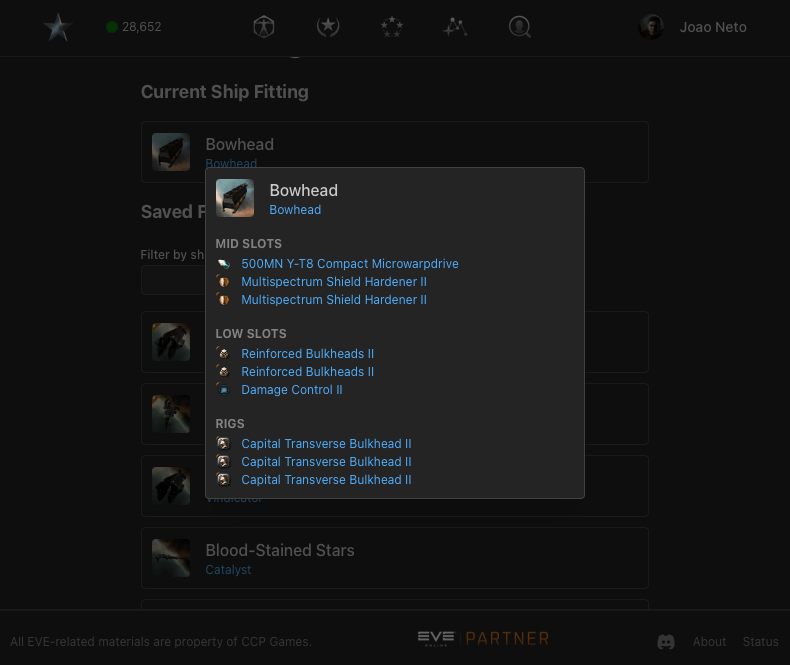 28,652
Joao Neto
Current Ship Fitting
Bowhead
Bowhead
Saved F
Filter by sh
Bowhead
Bowhead
MID SLOTS
500MN Y-T8 Compact Microwarpdrive
Multispectrum Shield Hardener II
Multispectrum Shield Hardener II
LOW SLOTS
Reinforced Bulkheads II
Reinforced Bulkheads II
Damage Control II
RIGS
Capital Transverse Bulkhead II
Capital Transverse Bulkhead II
Capital Transverse Bulkhead II
Vindicator
Blood-Stained Stars
Catalyst
All EVE-related materials are property of CCP Games.
EVE ONLINE PARTNER
About
Status